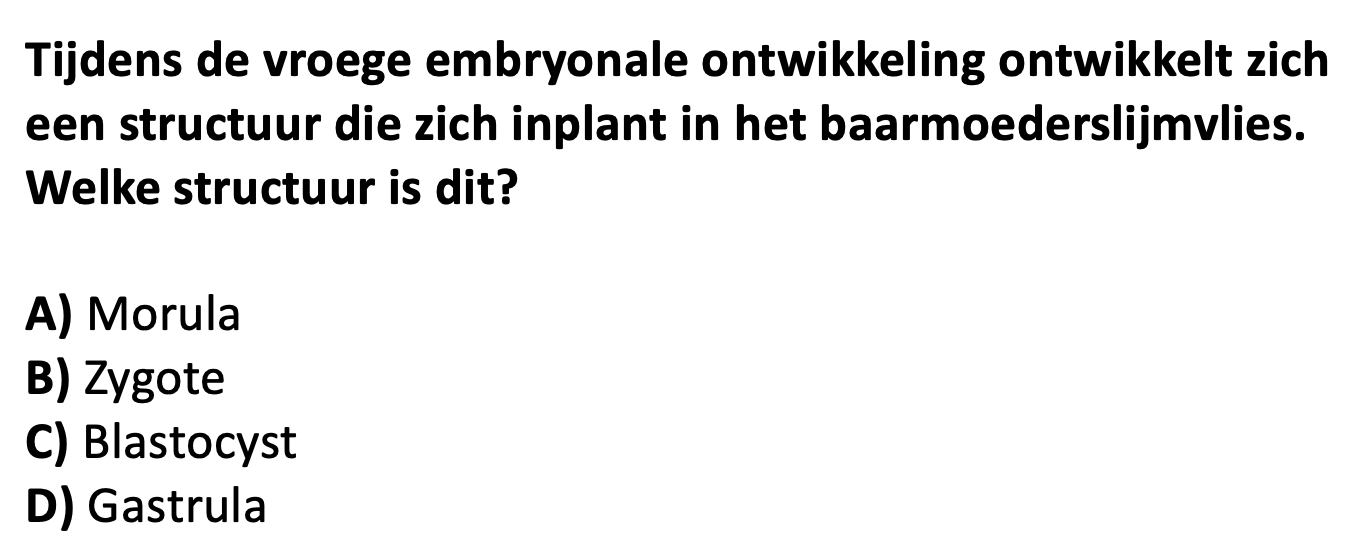 Tijdens de vroege embryonale ontwikkeling ontwikkelt zich
een structuur die zich inplant in het baarmoederslijmvlies.
Welke structuur is dit?
A) Morula
B) Zygote
C) Blastocyst
D) Gastrula